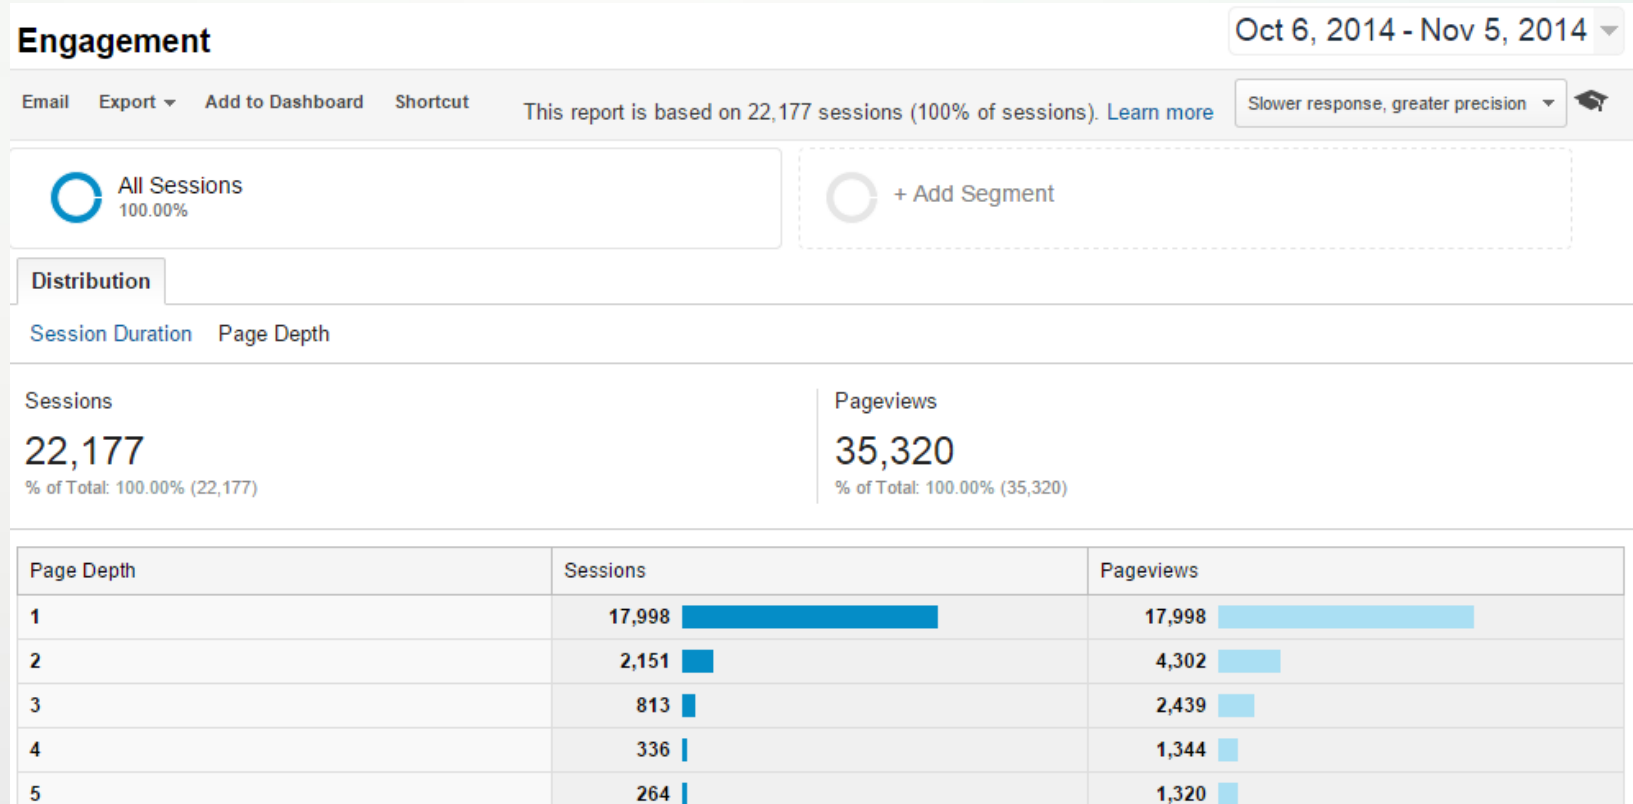 Engagement
Oct 6, 2014 - Nov 5, 2014
Email Export Add to Dashboard Shortcut This report is based on 22,177 sessions (100% of sessions). Learn more Slower response, greater precision
All Sessions
100.00%
+ Add Segment
Distribution
Session Duration Page Depth
Sessions Pageviews
22,177 35,320
% of Total: 100.00% (22,177) % of Total: 100.00% (35,320)
Page Depth Sessions Pageviews
1 17,998 17,998
2 2,151 4,302
3 813 2,439
4 336 1,344
5 264 1,320